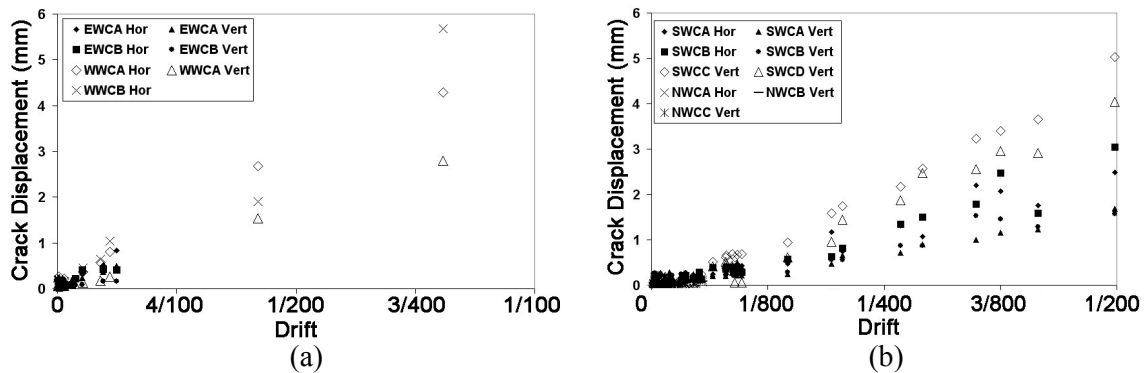 Crack Displacement (mm)
6
5
4
3
2
1
0
EWCA Hor EWCA Vert
EWCB Hor EWCB Vert
WWCA Hor WWCA Vert
WWCB Hor
0 4/100 1/200 3/400 1/100
Drift
(a)
Crack Displacement (mm)
6
5
4
3
2
1
0
SWCA Hor SWCA Vert
SWCB Hor SWCB Vert
SWCC Vert SWCD Vert
NWCA Hor NWCB Vert
NWCC Vert
0 1/800 1/400 3/800 1/200
Drift
(b)